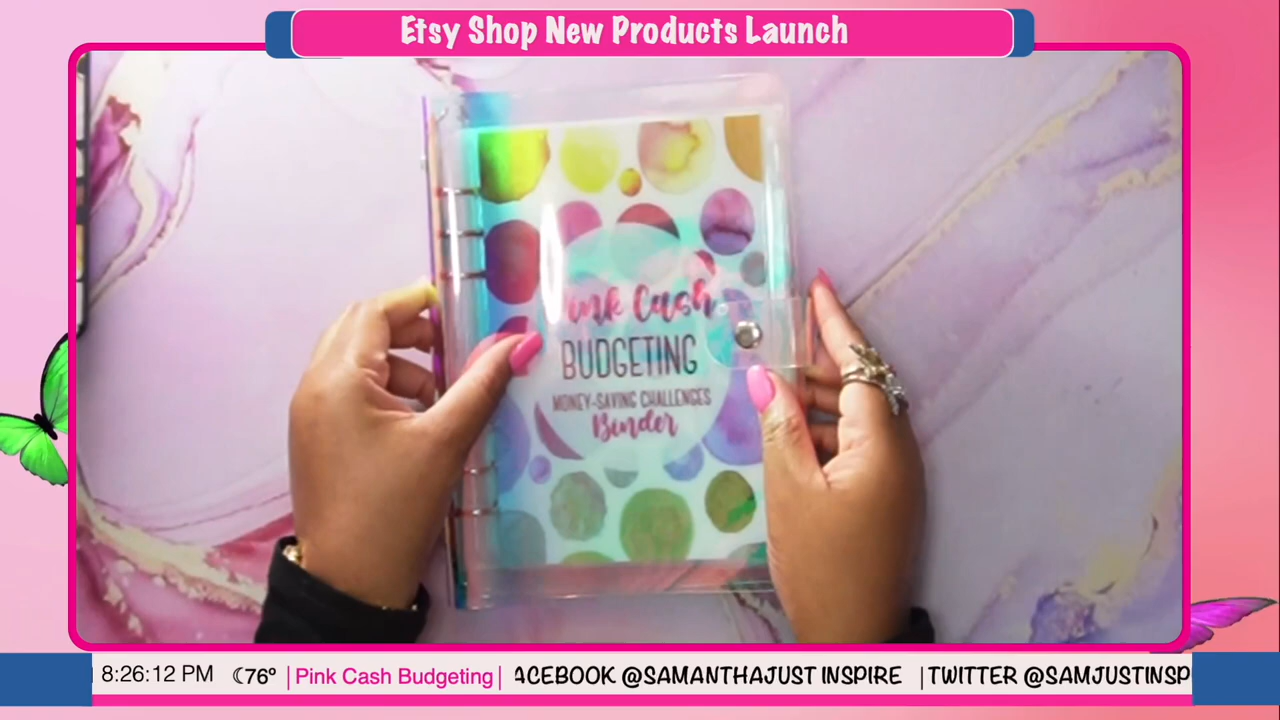 Etsy Shop New Products Launch
ink Cash
BUDGETING
MONEY-SAVING CHALLENGES
Binder
8:26:12 PM ☾76° | Pink Cash Budgeting | ACEBOOK @SAMANTHAJUST INSPIRE | TWITTER @SAMJUSTINSP